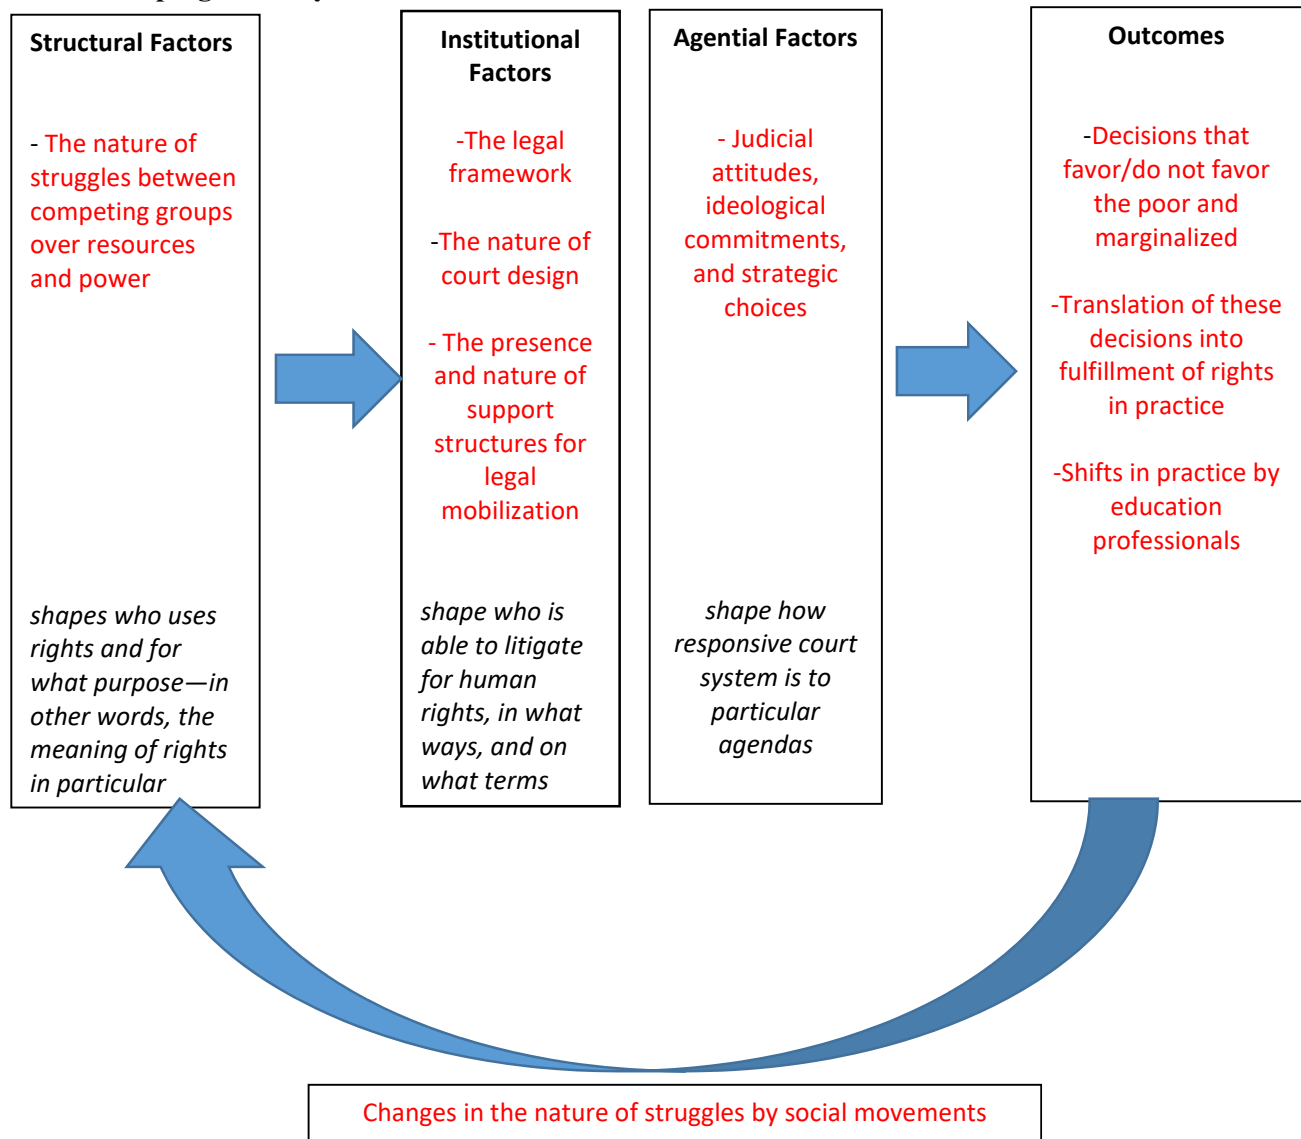 Structural Factors
- The nature of
struggles between
competing groups
over resources
and power
shapes who uses
rights and for
what purpose—in
other words, the
meaning of rights
in particular
Institutional
Factors
-The legal
framework
-The nature of
court design
- The presence
and nature of
support
structures for
legal
mobilization
shape who is
able to litigate
for human
rights, in what
ways, and on
what terms
Agential Factors
- Judicial
attitudes,
ideological
commitments,
and strategic
choices
shape how
responsive court
system is to
particular
agendas
Outcomes
-Decisions that
favor/do not favor
the poor and
marginalized
-Translation of these
decisions into
fulfillment of rights
in practice
-Shifts in practice by
education
professionals
Changes in the nature of struggles by social movements